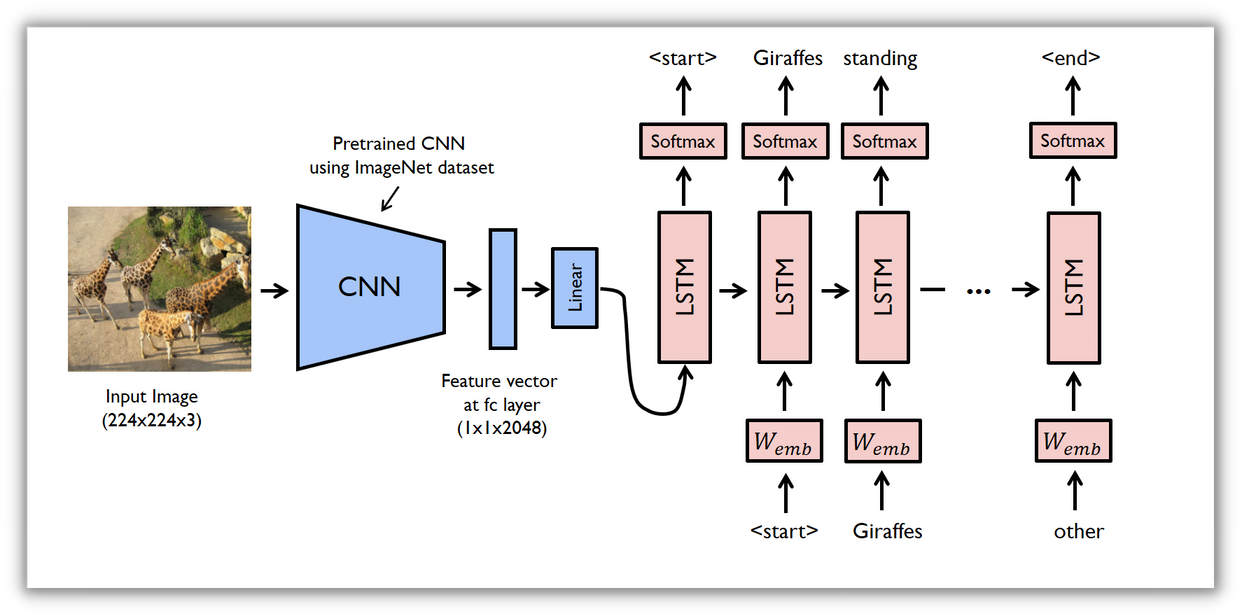 <start> Giraffes standing <end>
Softmax Softmax Softmax Softmax
Pretrained CNN
using ImageNet dataset
CNN
Linear
LSTM LSTM LSTM ... LSTM
Input Image
(224x224x3)
Feature vector
at fc layer
(1x1x2048)
W_emb W_emb W_emb
<start> Giraffes other